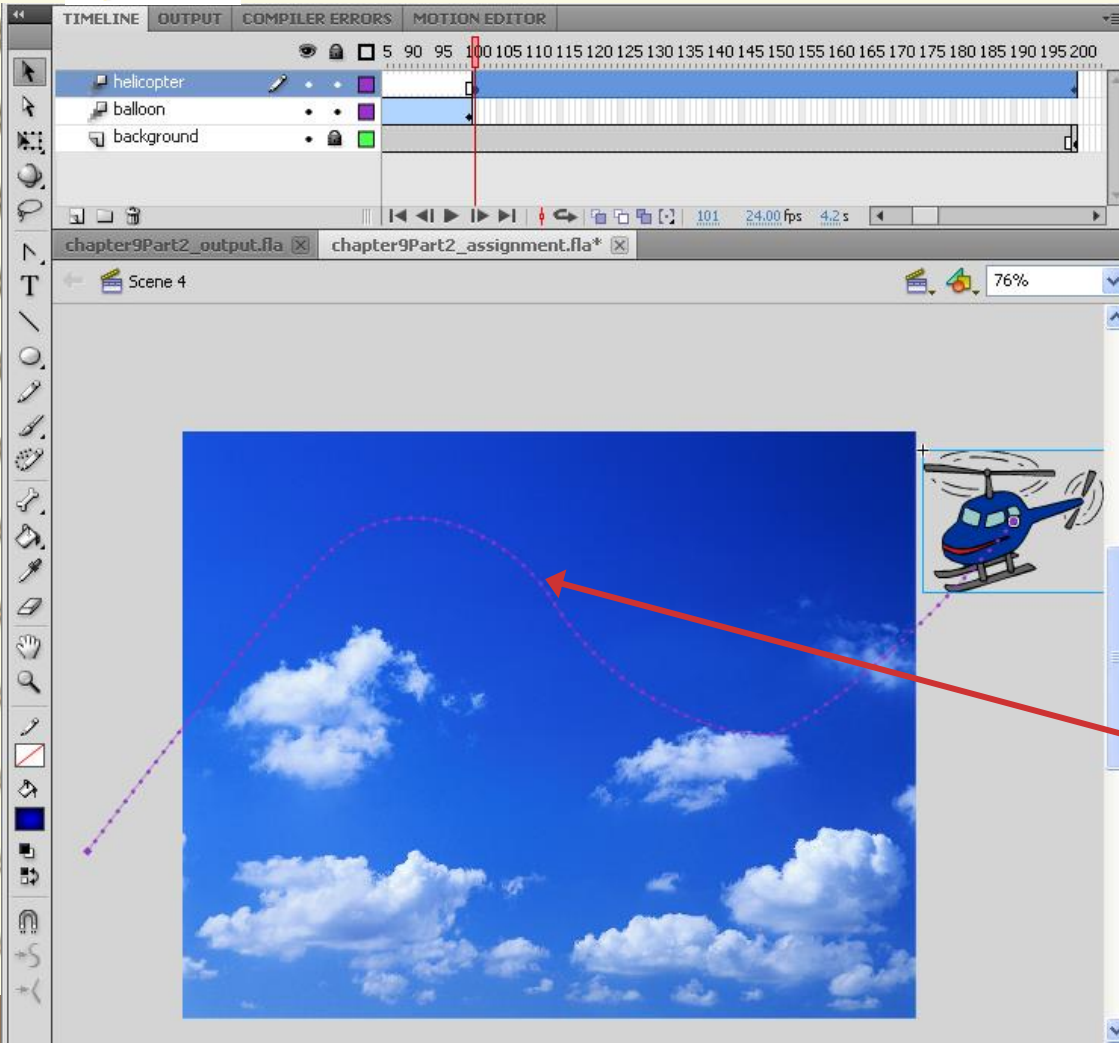 TIMELINE OUTPUT COMPILER ERRORS MOTION EDITOR
5 90 95 100 105 110 115 120 125 130 135 140 145 150 155 160 165 170 175 180 185 190 195 200
helicopter
balloon
background
101 24.00 fps 4.2 s
chapter9Part2_output.fla chapter9Part2_assignment.fla*
Scene 4 76%
T